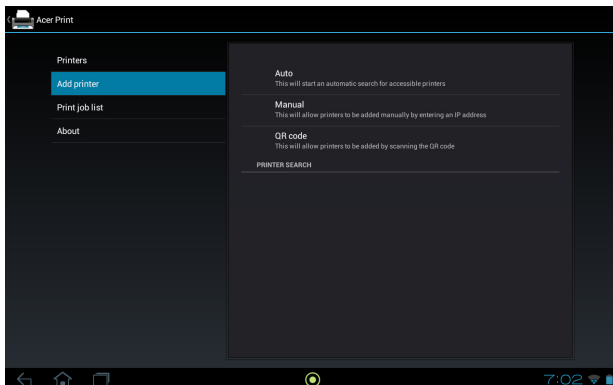 Acer Print
Printers
Add printer
Print job list
About
Auto
This will start an automatic search for accessible printers
Manual
This will allow printers to be added manually by entering an IP address
QR code
This will allow printers to be added by scanning the QR code
PRINTER SEARCH
7:02